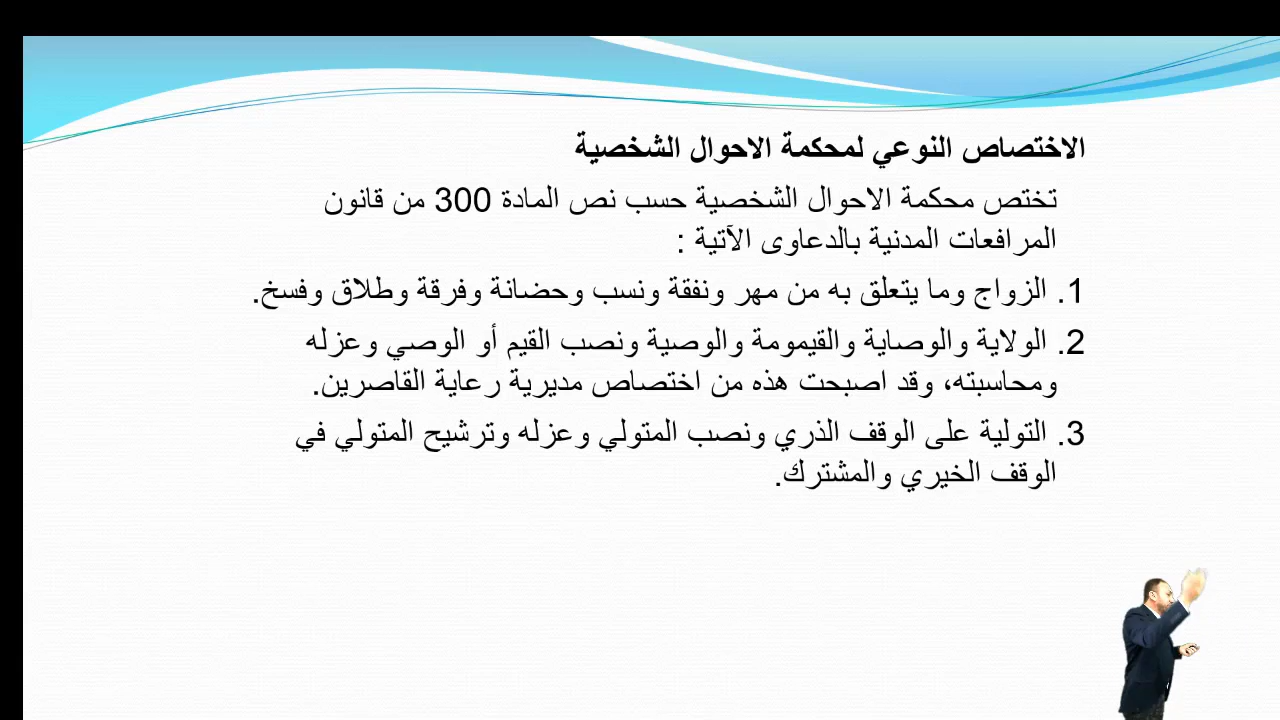 الاختصاص النوعي لمحكمة الاحوال الشخصية
تختص محكمة الاحوال الشخصية حسب نص المادة 300 من قانون
المرافعات المدنية بالدعاوى الآتية :
1. الزواج وما يتعلق به من مهر ونفقة ونسب وحضانة وفرقة وطلاق وفسخ.
2. الولاية والوصاية والقيمومة والوصية ونصب القيم أو الوصي وعزله
ومحاسبته، وقد اصبحت هذه من اختصاص مديرية رعاية القاصرين.
3. التولية على الوقف الذري ونصب المتولي وعزله وترشيح المتولي في
الوقف الخيري والمشترك.